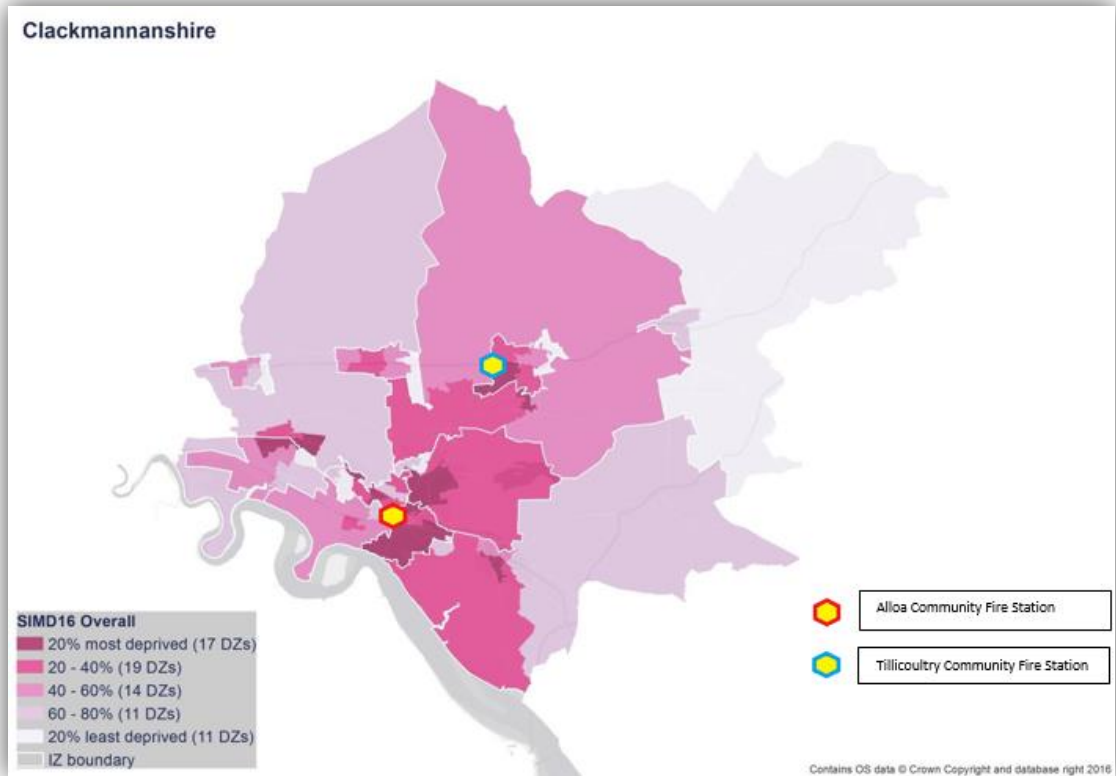 Clackmannanshire
SIMD16 Overall
20% most deprived (17 DZs)
20 - 40% (19 DZs)
40 - 60% (14 DZs)
60 - 80% (11 DZs)
20% least deprived (11 DZs)
IZ boundary
Alloa Community Fire Station
Tillicoultry Community Fire Station
Contains OS data © Crown Copyright and database right 2016